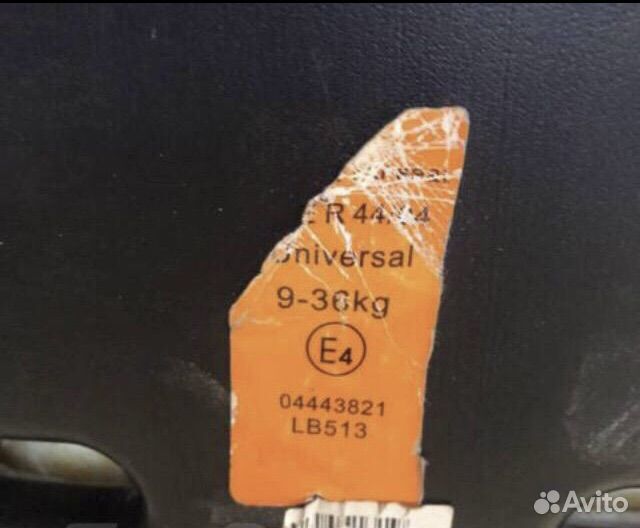 E R 44/04
Universal
9-36kg
E4
04443821
LB513
Avito